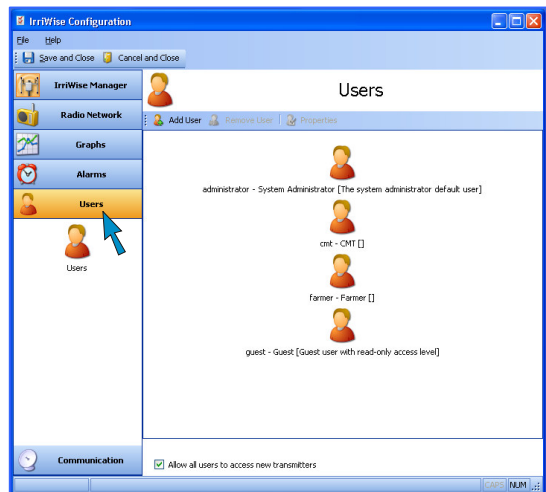 IrriWise Configuration
File Help
Save and Close Cancel and Close
IrriWise Manager
Radio Network
Graphs
Alarms
Users
Users
Communication
Users
Add User Remove User Properties
administrator - System Administrator [The system administrator default user]
cmt - CMT []
farmer - Farmer []
guest - Guest [Guest user with read-only access level]
Allow all users to access new transmitters
CAPS NUM